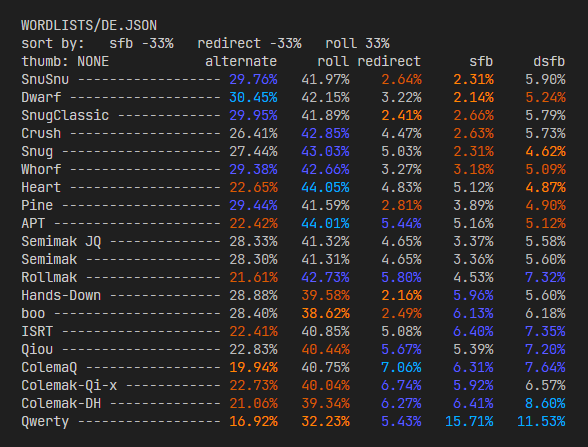 WORDLISTS/DE.JSON
sort by:   sfb -33%   redirect -33%   roll 33%
thumb: NONE            alternate     roll redirect     sfb     dsfb
SnuSnu ------------------ 29.76%   41.97%    2.64%   2.31%    5.90%
Dwarf ------------------- 30.45%   42.15%    3.22%   2.14%    5.24%
SnugClassic ------------- 29.95%   41.89%    2.41%   2.66%    5.79%
Crush ------------------- 26.41%   42.85%    4.47%   2.63%    5.73%
Snug -------------------- 27.44%   43.03%    5.03%   2.31%    4.62%
Whorf ------------------- 29.38%   42.66%    3.27%   3.18%    5.09%
Heart ------------------- 22.65%   44.05%    4.83%   5.12%    4.87%
Pine -------------------- 29.44%   41.59%    2.81%   3.89%    4.90%
APT --------------------- 22.42%   44.01%    5.44%   5.16%    5.12%
Semimak JQ -------------- 28.33%   41.32%    4.65%   3.37%    5.58%
Semimak ----------------- 28.30%   41.31%    4.65%   3.36%    5.60%
Rollmak ----------------- 21.61%   42.73%    5.80%   4.53%    7.32%
Hands-Down -------------- 28.88%   39.58%    2.16%   5.96%    5.60%
boo --------------------- 28.40%   38.62%    2.49%   6.13%    6.18%
ISRT -------------------- 22.41%   40.85%    5.08%   6.40%    7.35%
Qiou -------------------- 22.83%   40.44%    5.67%   5.39%    7.20%
ColemaQ ----------------- 19.94%   40.75%    7.06%   6.31%    7.64%
Colemak-Qi-x ------------ 22.73%   40.04%    6.74%   5.92%    6.57%
Colemak-DH -------------- 21.06%   39.34%    6.27%   6.41%    8.60%
Qwerty ------------------ 16.92%   32.23%    5.43%  15.71%   11.53%